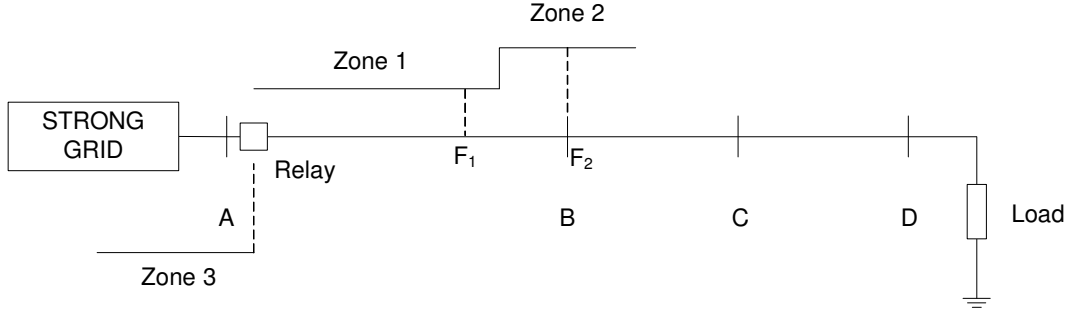 Zone 2
Zone 1
STRONG
GRID
F₁
F₂
Relay
A
B
C
D
Load
Zone 3